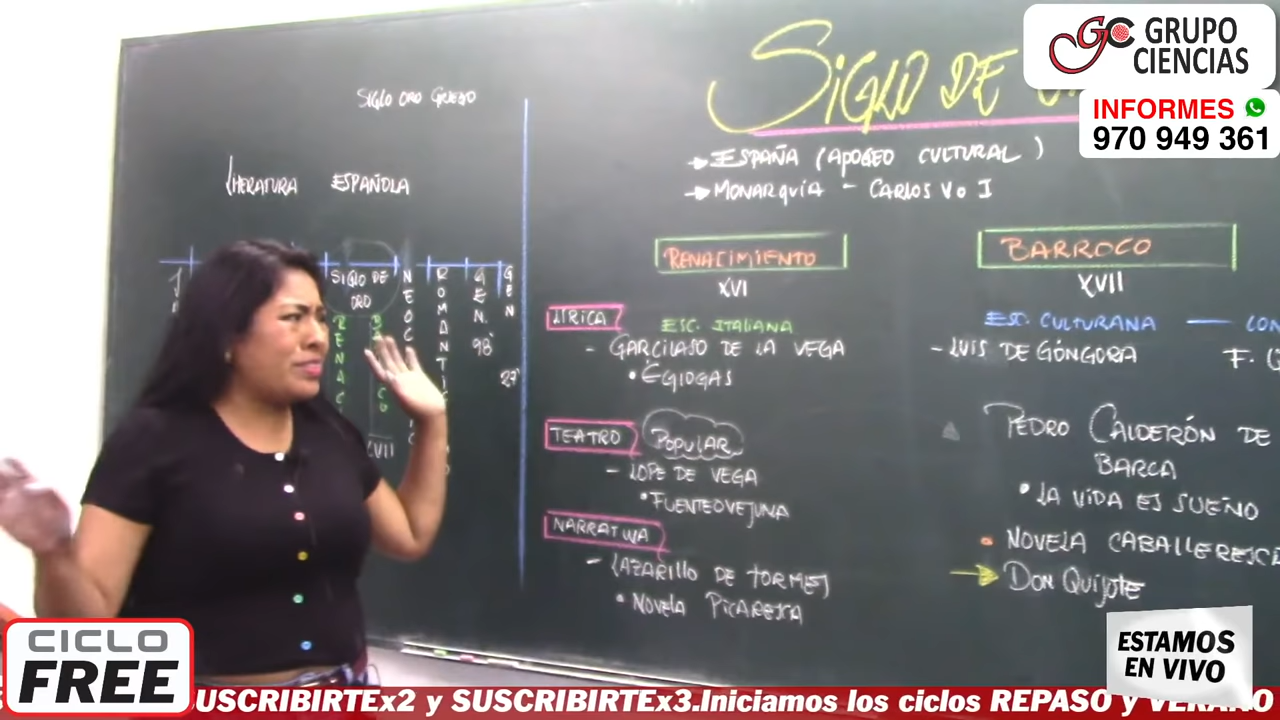 GRUPO
CIENCIAS
INFORMES
970 949 361
SIGLO ORO GRIEGO
LITERATURA ESPAÑOLA
SIGLO DE
ORO
RENAC
XVII
NEOC
ROMANTIC
GEN.
98'
GEN
27'
SIGLO DE
→ ESPAÑA (APOGEO CULTURAL)
→ MONARQUÍA - CARLOS V o I
RENACIMIENTO
XVI
BARROCO
XVII
LÍRICA
ESC. ITALIANA
- GARCILASO DE LA VEGA
• ÉGLOGAS
ESC. CULTURANA — CON
- LUIS DE GÓNGORA
F.
TEATRO POPULAR
- LOPE DE VEGA
• FUENTEOVEJUNA
PEDRO CALDERÓN DE
BARCA
• LA VIDA ES SUEÑO
NARRATIVA
- LAZARILLO DE TORMES
• NOVELA PICARESCA
• NOVELA CABALLERESCA
→ DON QUIJOTE
CICLO
FREE
ESTAMOS
EN VIVO
USCRIBIRTEx2 y SUSCRIBIRTEx3.Iniciamos los ciclos REPASO y VERANO